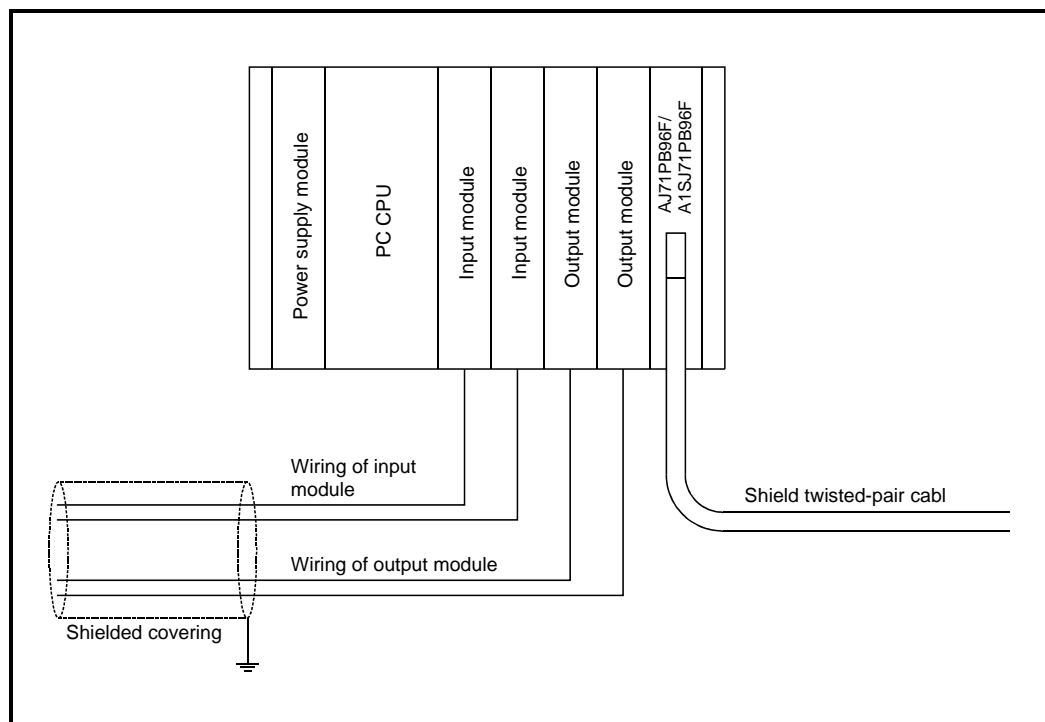 Power supply module
PC CPU
Input module
Input module
Output module
Output module
AJ71PB96F/
A1SJ71PB96F
Wiring of input
module
Shield twisted-pair cabl
Wiring of output module
Shielded covering